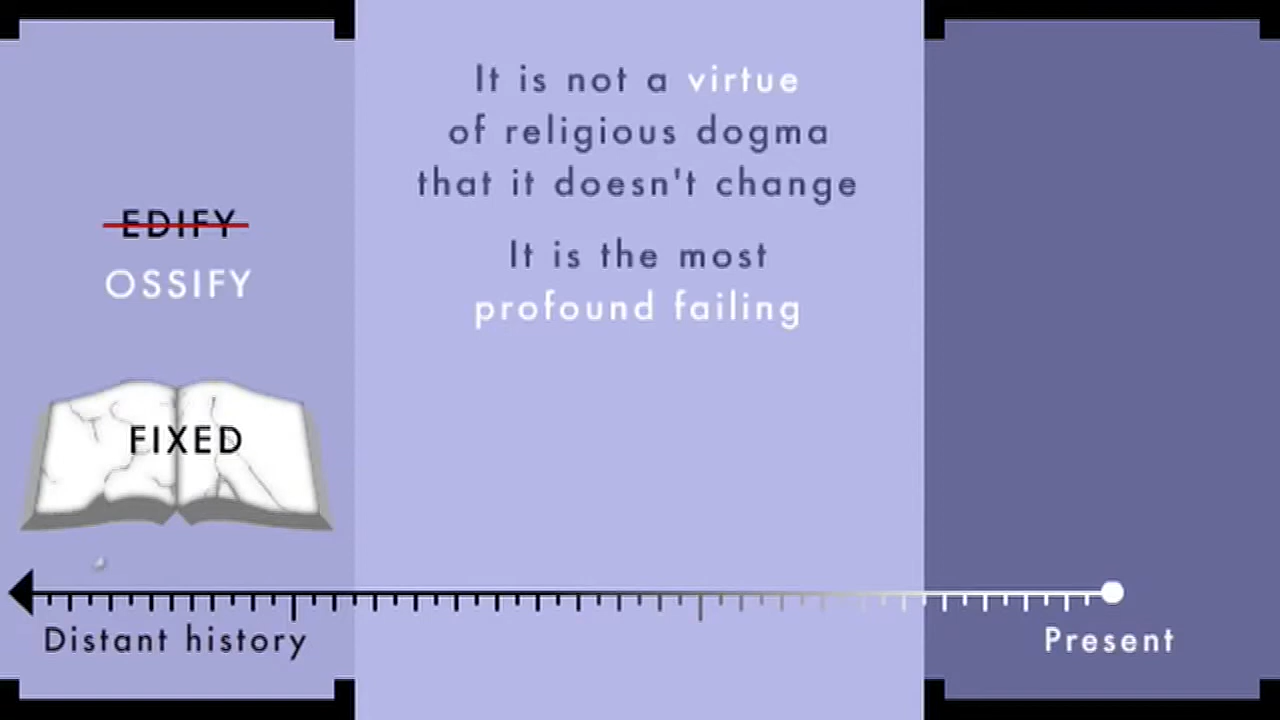 It is not a virtue
of religious dogma
that it doesn't change
It is the most
profound failing
EDIFY
OSSIFY
FIXED
Distant history
Present